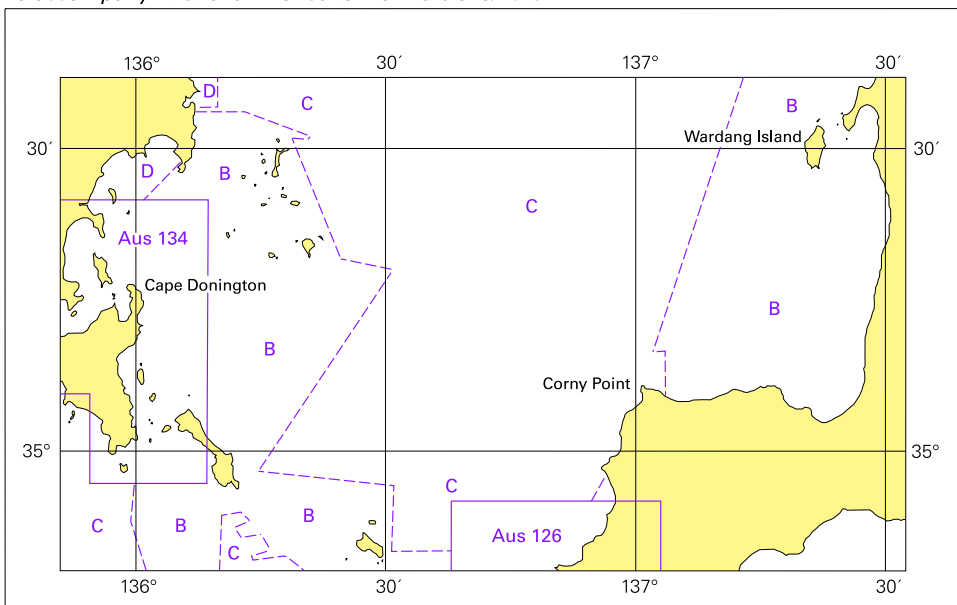 136°
30´
137°
30´
D
C
B
Wardang Island
30´
30´
D
B
C
Aus 134
Cape Donington
B
B
Corny Point
35°
35°
C
C
B
B
C
Aus 126
136°
30´
137°
30´